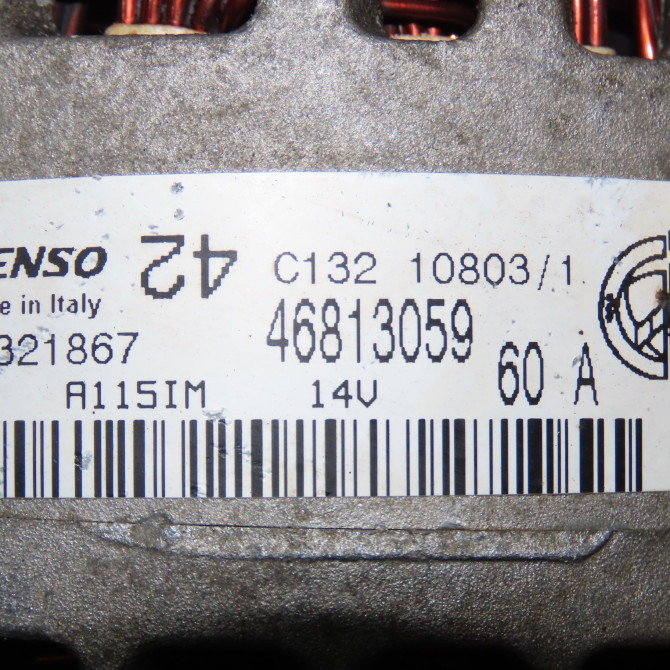 ENSO 42 C132 10803/1
e in Italy 46813059
321867 60 A
A115IM 14V